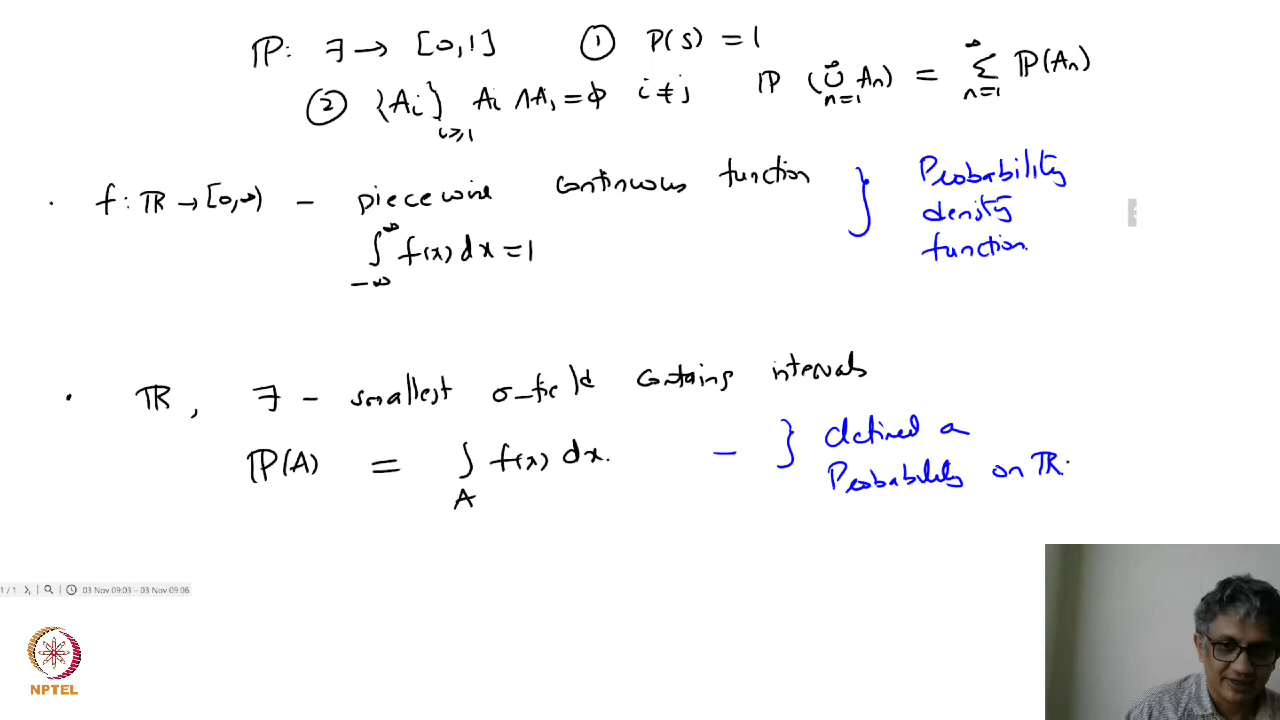 ℙ: ℱ → [0,1] ① P(S) = 1
② {Aᵢ}ᵢ≥₁ Aᵢ ∩ Aⱼ = ϕ i ≠ j ℙ(∪_{n=1}^{∞} Aₙ) = ∑_{n=1}^{∞} ℙ(Aₙ)
· f: ℝ → [0,∞) – piecewise continuous function } Probability
density
function.
∫_{-∞}^{∞} f(x) dx = 1
· ℝ, ℱ – smallest σ-field contains intervals
ℙ(A) = ∫_A f(x) dx. – } defined a
Probability on ℝ.
1 / 1 03 Nov 09:03 – 03 Nov 09:06
NPTEL